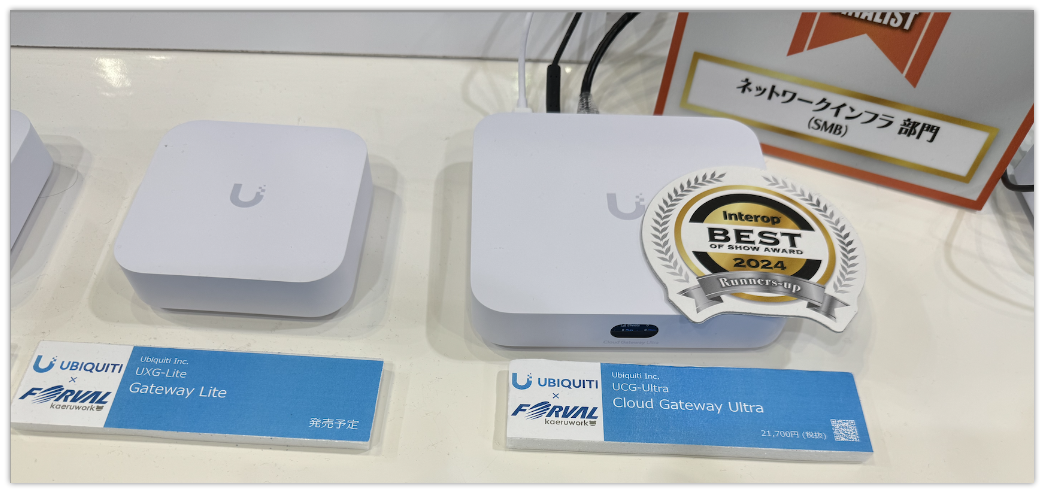 FINALIST
ネットワークインフラ 部門
(SMB)
Interop
BEST
OF SHOW AWARD
2024
Runners-up
UBIQUITI
×
FORVAL
kaeruwork
Ubiquiti Inc.
UXG-Lite
Gateway Lite
発売予定
UBIQUITI
×
FORVAL
kaeruwork
Ubiquiti Inc.
UCG-Ultra
Cloud Gateway Ultra
21,700円 (税抜)